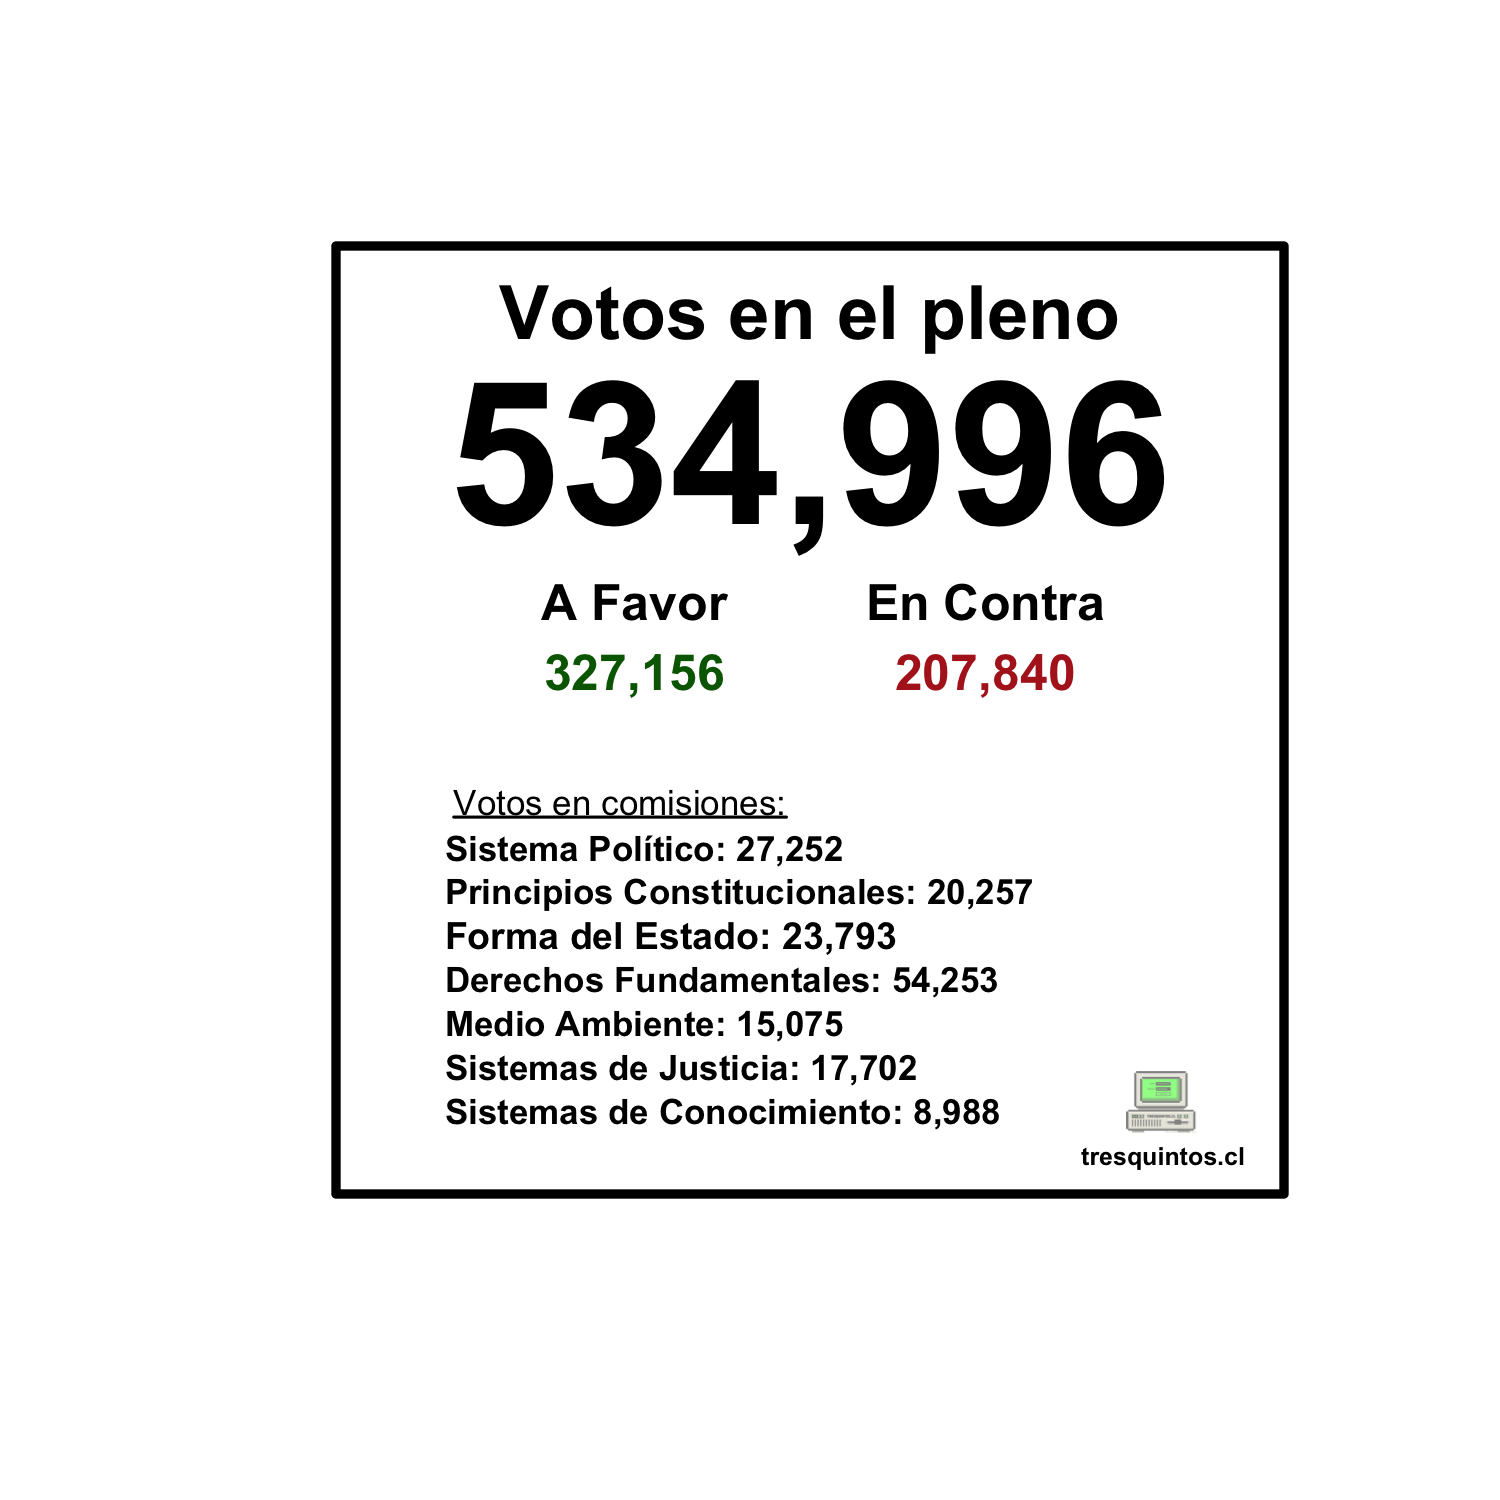 Votos en el pleno
534,996
A Favor En Contra
327,156 207,840
Votos en comisiones:
Sistema Político: 27,252
Principios Constitucionales: 20,257
Forma del Estado: 23,793
Derechos Fundamentales: 54,253
Medio Ambiente: 15,075
Sistemas de Justicia: 17,702
Sistemas de Conocimiento: 8,988
tresquintos.cl